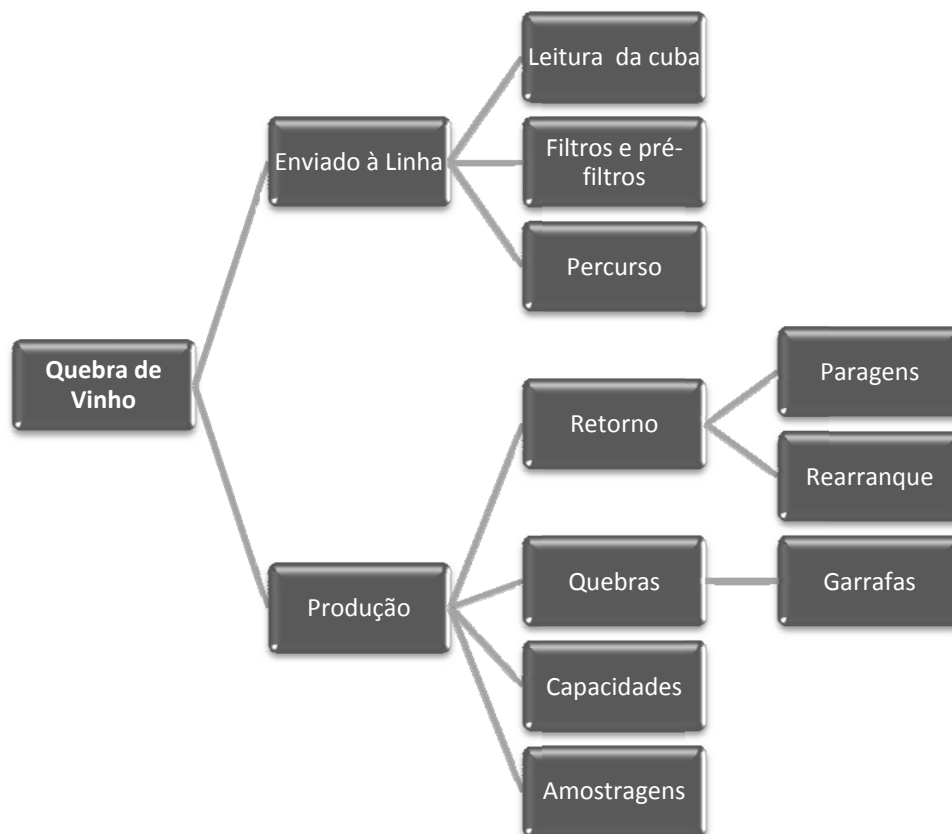 Leitura da cuba
Enviado à Linha
Filtros e pré-
filtros
Percurso
Quebra de
Vinho
Retorno
Paragens
Rearranque
Produção
Quebras
Garrafas
Capacidades
Amostragens